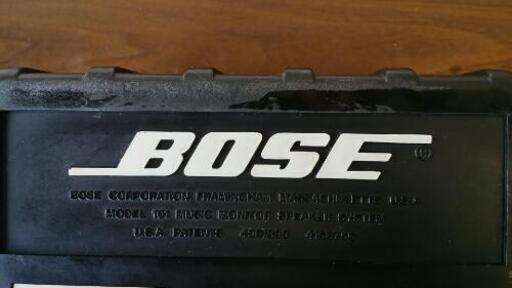 BOSE
BOSE CORPORATION FRAMINGHAM MASSACHUSETTS U.S.A.
MODEL 101 MUSIC MONITOR SPEAKER SYSTEM
U.S.A. PATENTS